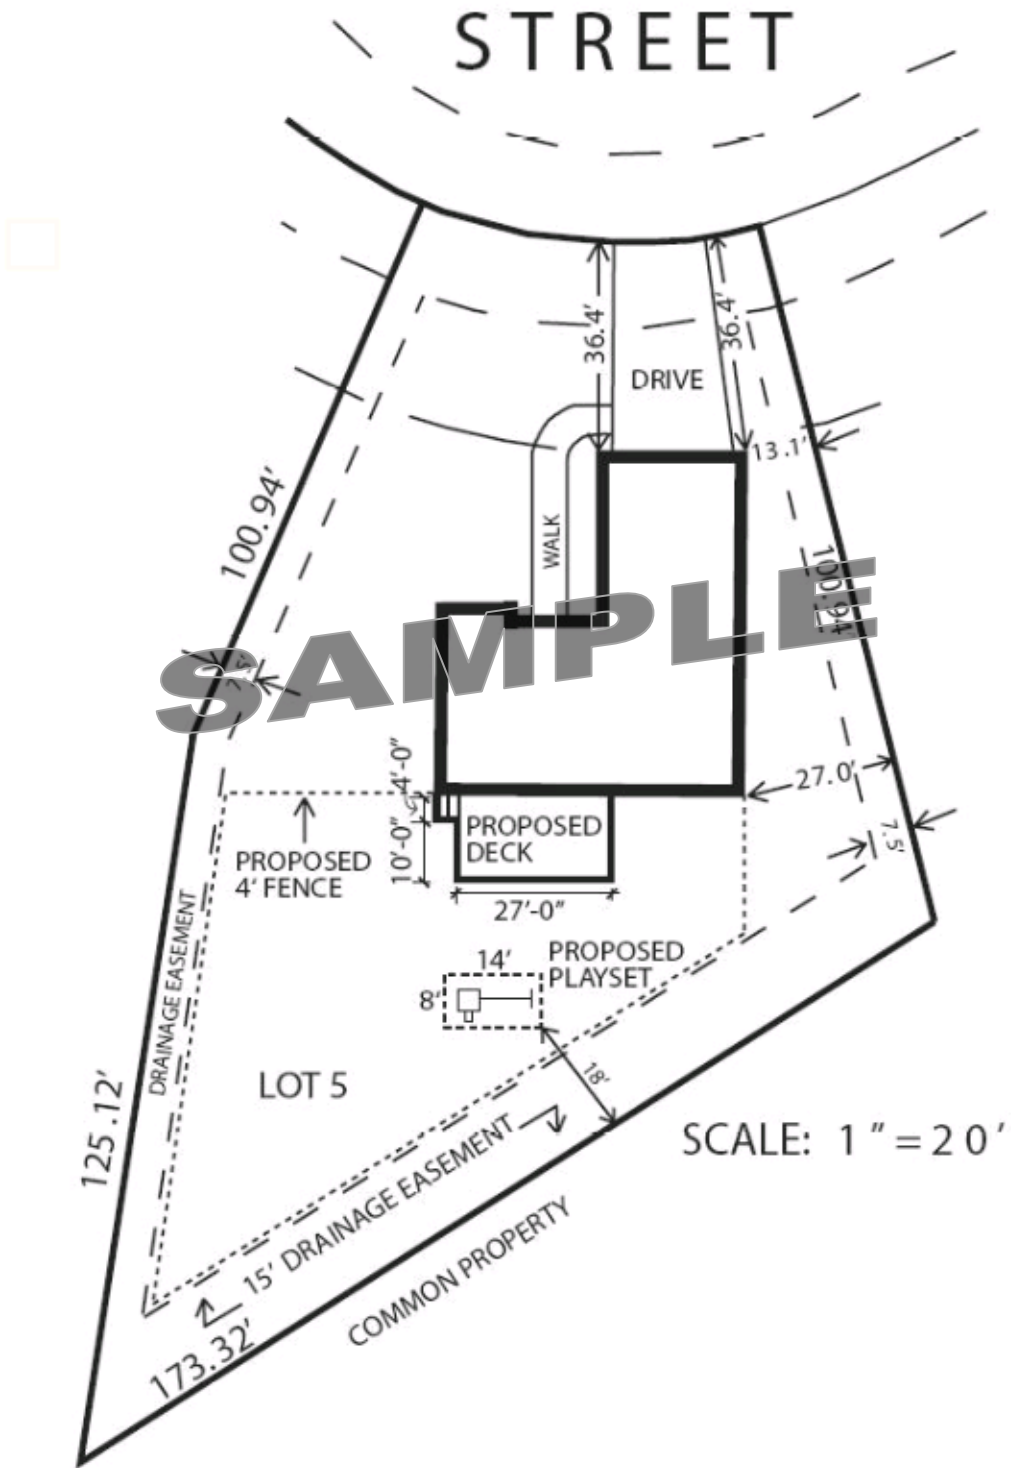 STREET
36.4'
36.4'
DRIVE
13.1'
100.94'
WALK
100.94'
SAMPLE
7.5'
4'-0"
27.0'
PROPOSED
DECK
10'-0"
7.5'
PROPOSED
4' FENCE
27'-0"
DRAINAGE EASEMENT
PROPOSED
PLAYSET
14'
8'
18'
LOT 5
125.12'
SCALE: 1"=20'
15' DRAINAGE EASEMENT
COMMON PROPERTY
173.32'